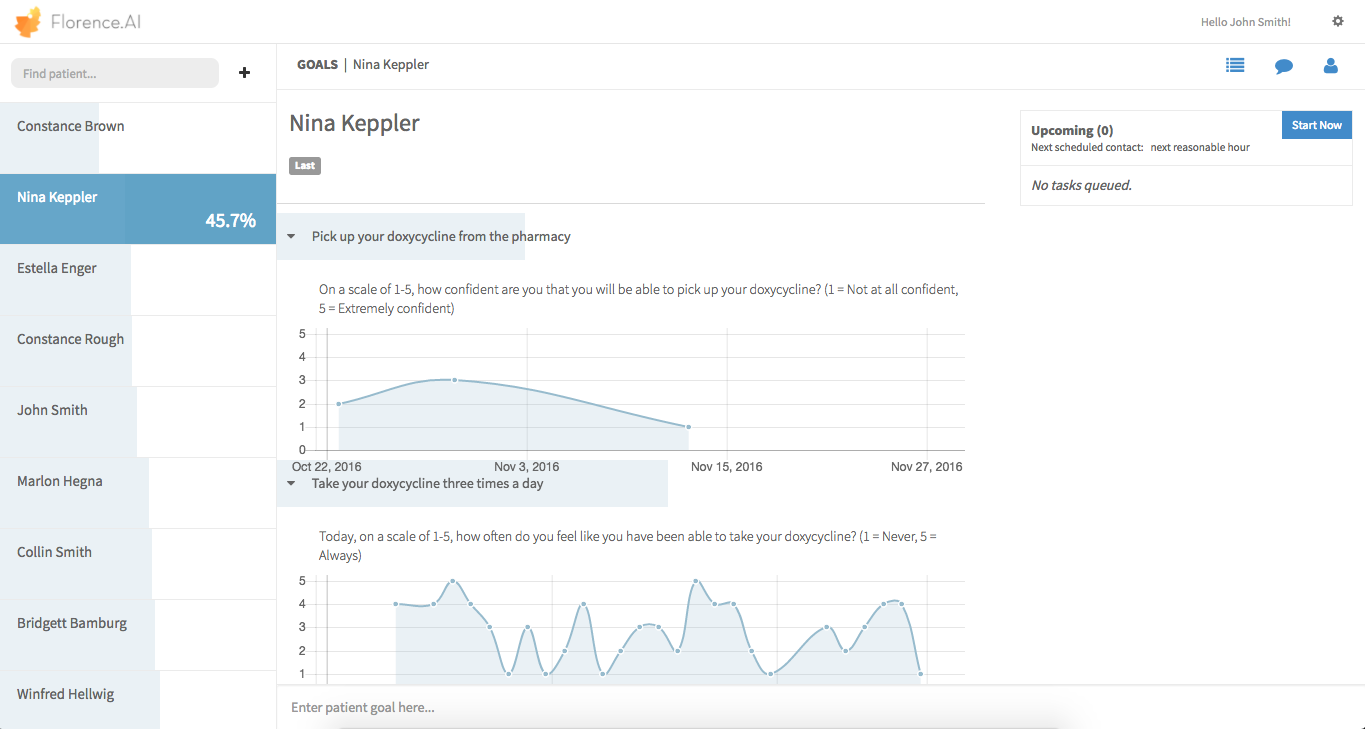 Florence.AI
Hello John Smith!
Find patient...
+
GOALS | Nina Keppler
Constance Brown
Nina Keppler
45.7%
Estella Enger
Constance Rough
John Smith
Marlon Hegna
Collin Smith
Bridgett Bamburg
Winfred Hellwig
Nina Keppler
Last
Pick up your doxycycline from the pharmacy
On a scale of 1-5, how confident are you that you will be able to pick up your doxycycline? (1 = Not at all confident,
5 = Extremely confident)
5
4
3
2
1
0
Oct 22, 2016
Nov 3, 2016
Nov 15, 2016
Nov 27, 2016
Take your doxycycline three times a day
Today, on a scale of 1-5, how often do you feel like you have been able to take your doxycycline? (1 = Never, 5 =
Always)
5
4
3
2
1
Enter patient goal here...
Upcoming (0)
Start Now
Next scheduled contact: next reasonable hour
No tasks queued.